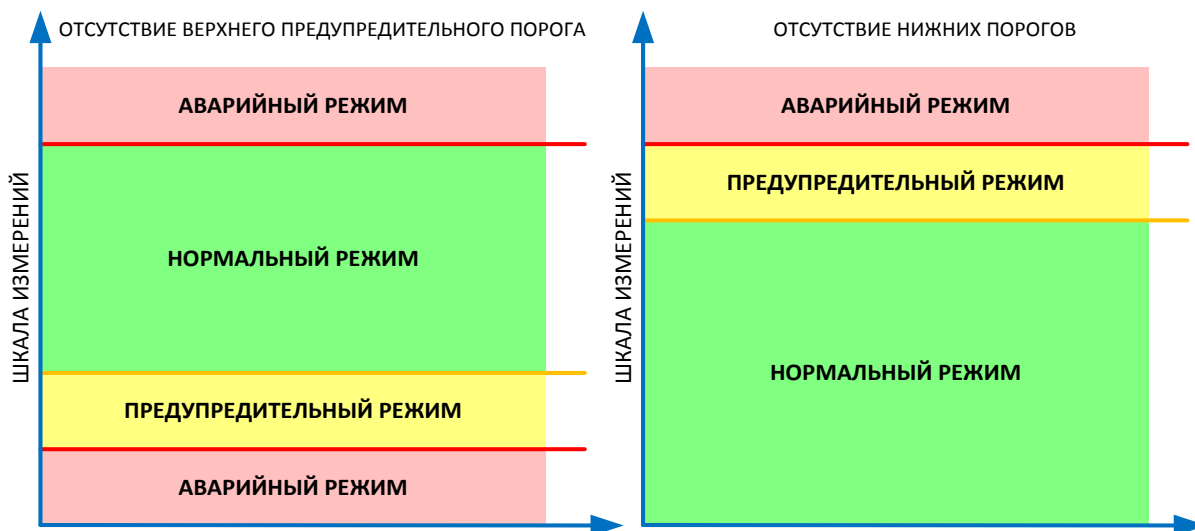 ОТСУТСТВИЕ ВЕРХНЕГО ПРЕДУПРЕДИТЕЛЬНОГО ПОРОГА
ШКАЛА ИЗМЕРЕНИЙ
АВАРИЙНЫЙ РЕЖИМ
НОРМАЛЬНЫЙ РЕЖИМ
ПРЕДУПРЕДИТЕЛЬНЫЙ РЕЖИМ
АВАРИЙНЫЙ РЕЖИМ
ОТСУТСТВИЕ НИЖНИХ ПОРОГОВ
ШКАЛА ИЗМЕРЕНИЙ
АВАРИЙНЫЙ РЕЖИМ
ПРЕДУПРЕДИТЕЛЬНЫЙ РЕЖИМ
НОРМАЛЬНЫЙ РЕЖИМ